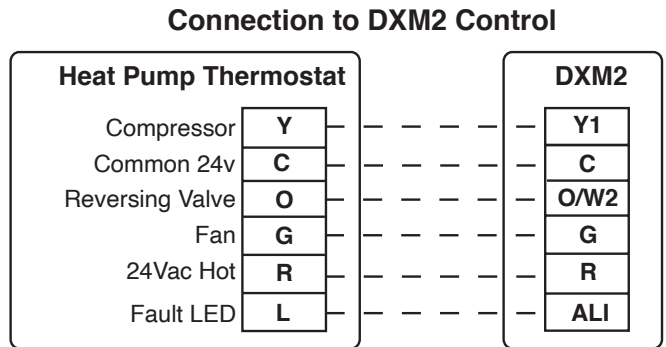 Connection to DXM2 Control
Heat Pump Thermostat DXM2
Compressor Y Y1
Common 24v C C
Reversing Valve O O/W2
Fan G G
24Vac Hot R R
Fault LED L ALI